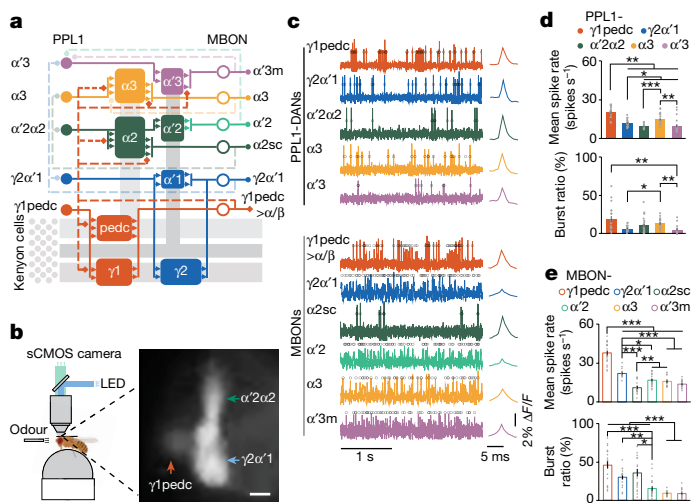 a
PPL1
MBON
α′3
α3
α′3
α′3m
α3
α3
α′2α2
α2
α′2
α′2
α2sc
γ2α′1
α′1
γ2α′1
γ1pedc
γ1pedc
>α/β
pedc
γ1
γ2
Kenyon cells
b
sCMOS camera
LED
Odour
α′2α2
γ2α′1
γ1pedc
c
PPL1-DANs
γ1pedc
γ2α′1
α′2α2
α3
α′3
MBONs
γ1pedc
>α/β
γ2α′1
α2sc
α′2
α3
α′3m
1 s
5 ms
2% ΔF/F
d
PPL1-
γ1pedc γ2α′1
α′2α2 α3 α′3
Mean spike rate
(spikes s⁻¹)
60
30
0
** * *** **
Burst ratio (%)
100
50
0
** * **
e
MBON-
γ1pedc γ2α′1 α2sc
α′2 α3 α′3m
Mean spike rate
(spikes s⁻¹)
100
50
0
*** * *** **
Burst
ratio (%)
100
50
0
*** *** ** ***